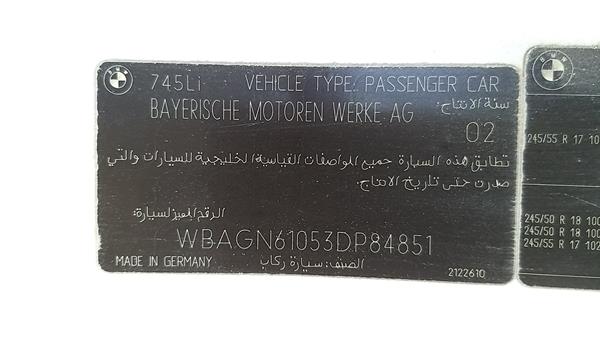 745Li VEHICLE TYPE: PASSENGER CAR
BAYERISCHE MOTOREN WERKE AG
سنة الانتاج:
02
تطابق هذه السيارة جميع المواصفات القياسية الخليجية للسيارات والتي
صدرت حتى تاريخ الانتاج.
الرقم المميز لسيارة:
WBAGN61053DP84851
الصنف: سيارة ركاب
MADE IN GERMANY
2122610
BMW
245/55 R 17 10
245/50 R 18 100
245/50 R 18 100
245/55 R 17 102